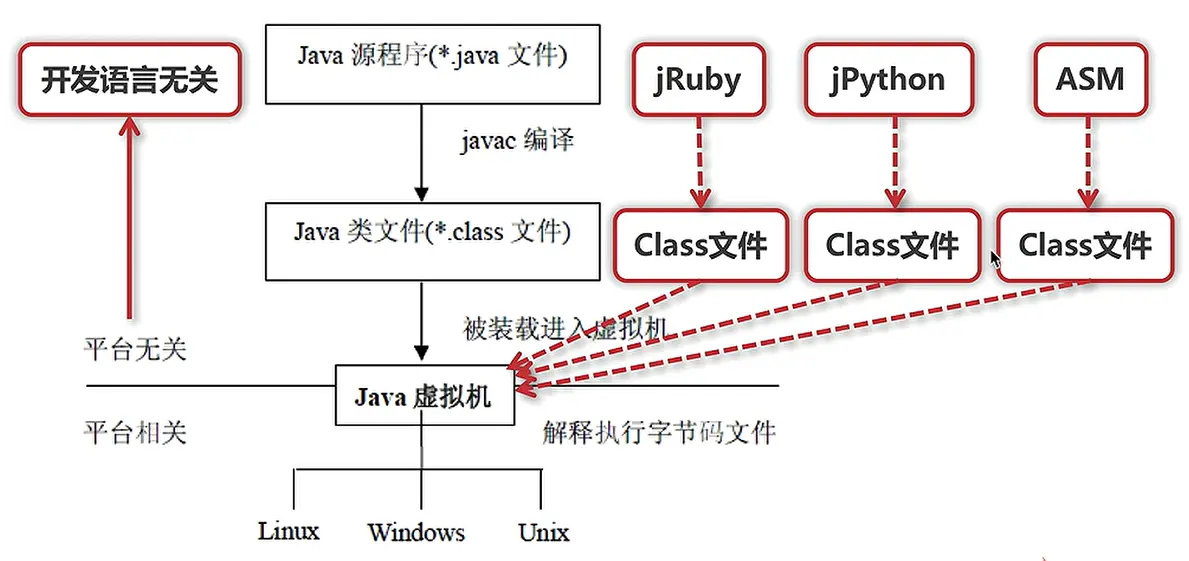 开发语言无关
Java 源程序(*.java 文件)
jRuby
jPython
ASM
javac 编译
Java 类文件(*.class 文件)
Class文件
Class文件
Class文件
被装载进入虚拟机
平台无关
Java 虚拟机
平台相关
解释执行字节码文件
Linux
Windows
Unix